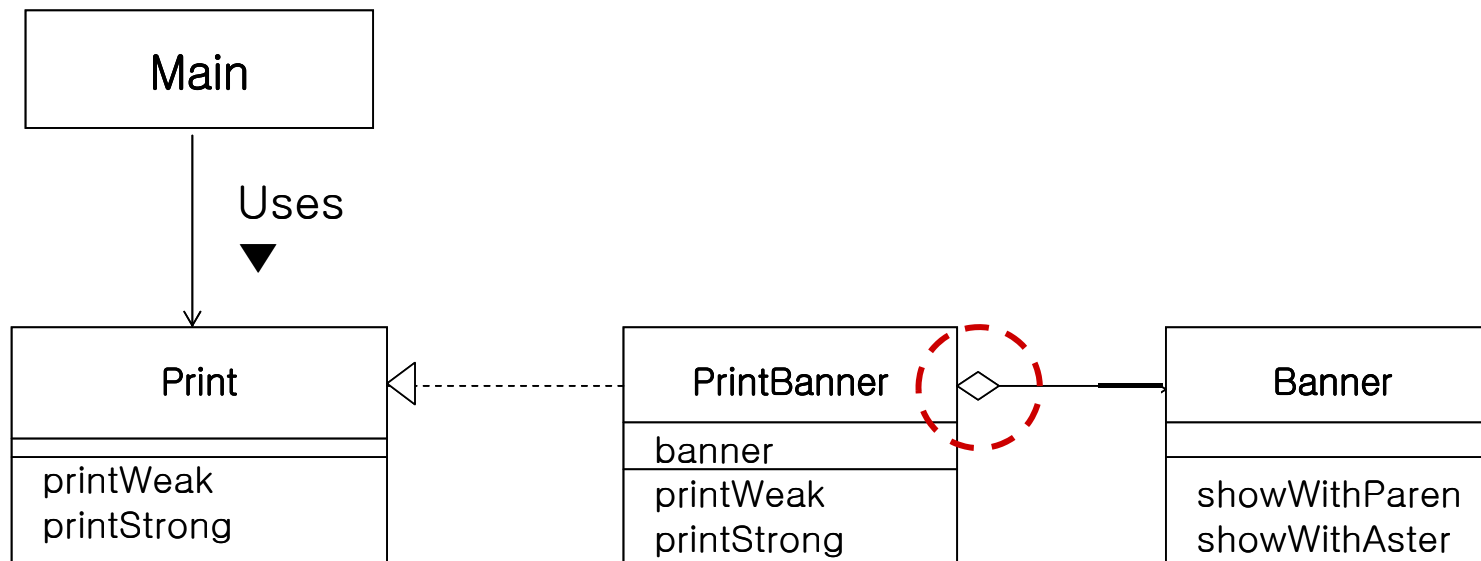 Main
Uses
Print
printWeak
printStrong
PrintBanner
banner
printWeak
printStrong
Banner
showWithParen
showWithAster